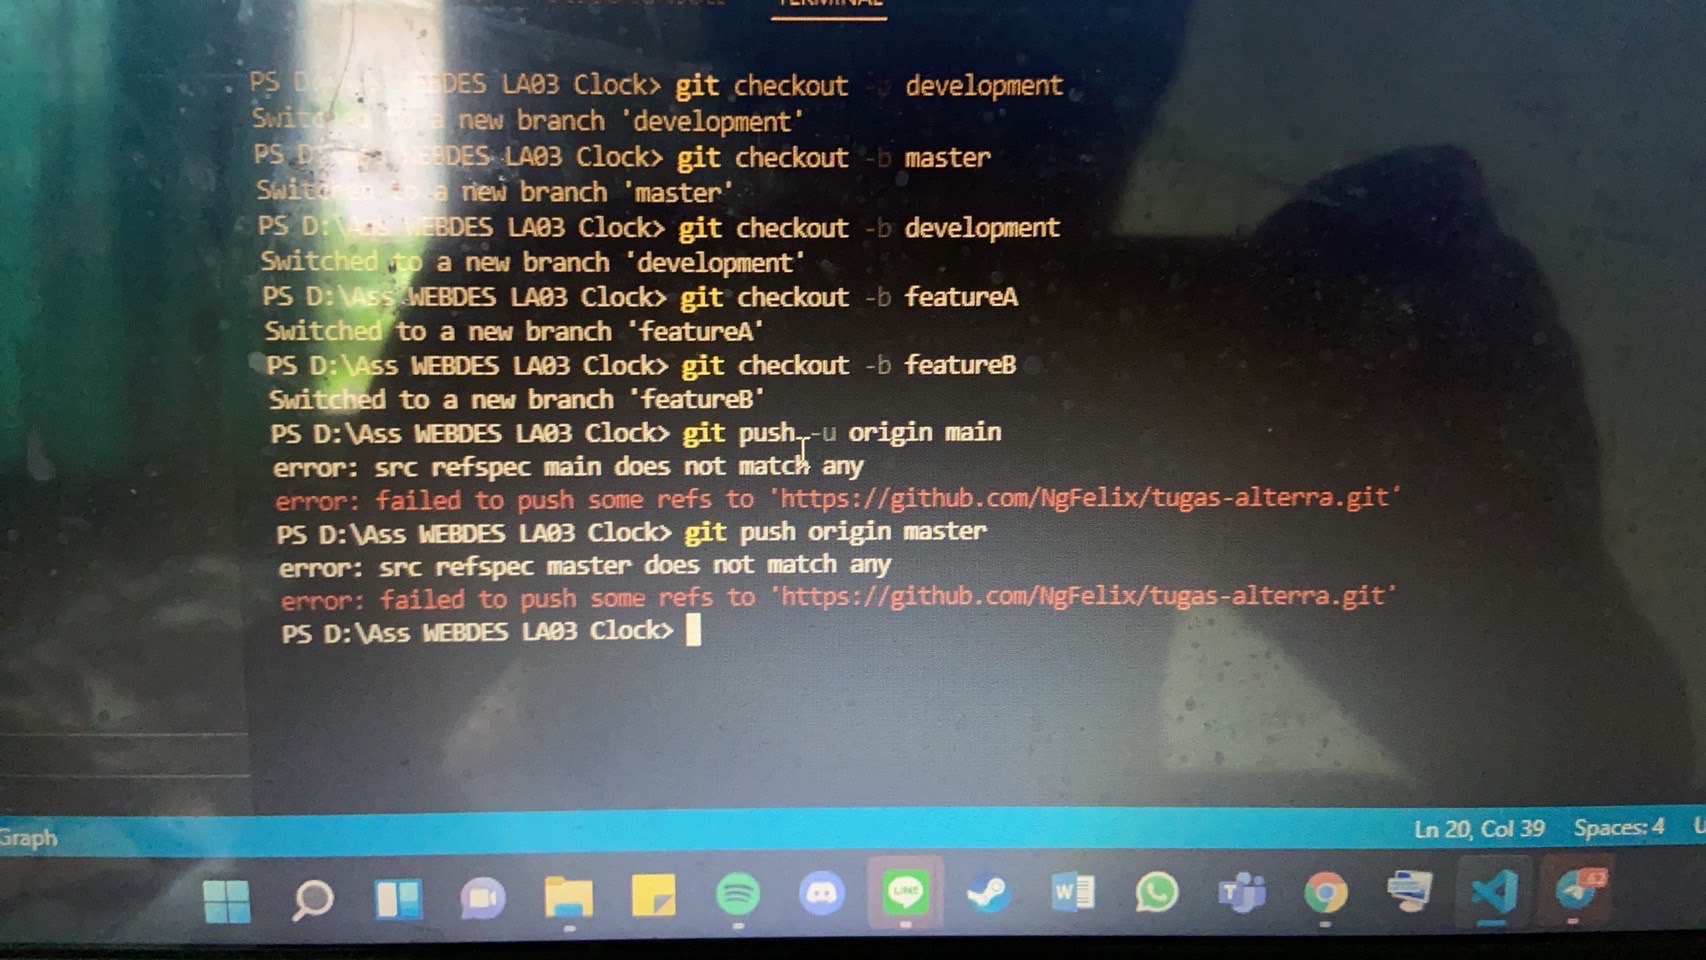 TERMINAL
PS D:\Ass WEBDES LA03 Clock> git checkout development
Switched to a new branch 'development'
PS D:\Ass WEBDES LA03 Clock> git checkout -b master
Switched to a new branch 'master'
PS D:\Ass WEBDES LA03 Clock> git checkout -b development
Switched to a new branch 'development'
PS D:\Ass WEBDES LA03 Clock> git checkout -b featureA
Switched to a new branch 'featureA'
PS D:\Ass WEBDES LA03 Clock> git checkout -b featureB
Switched to a new branch 'featureB'
PS D:\Ass WEBDES LA03 Clock> git push -u origin main
error: src refspec main does not match any
error: failed to push some refs to 'https://github.com/NgFelix/tugas-alterra.git'
PS D:\Ass WEBDES LA03 Clock> git push origin master
error: src refspec master does not match any
error: failed to push some refs to 'https://github.com/NgFelix/tugas-alterra.git'
PS D:\Ass WEBDES LA03 Clock>
Graph Ln 20, Col 39 Spaces: 4
LINE W T 62